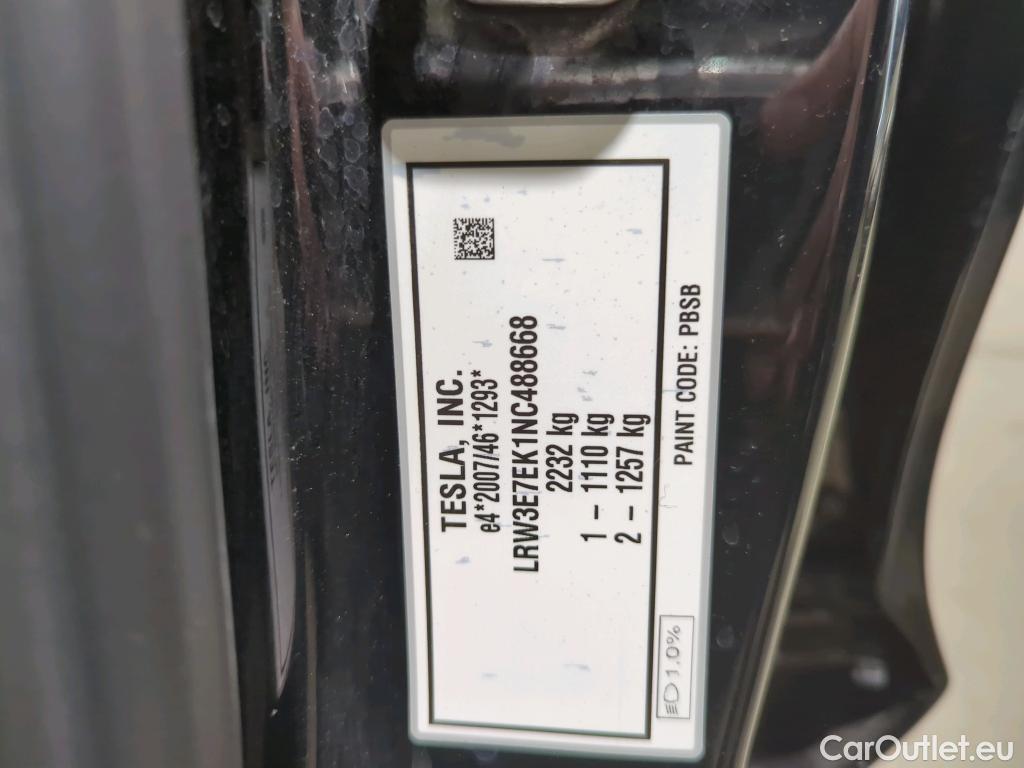 TESLA, INC.
e4*2007/46*1293*
LRW3E7EK1NC488668
2232 kg
1 – 1110 kg
2 – 1257 kg
PAINT CODE: PBSB
1.0%
CarOutlet.eu